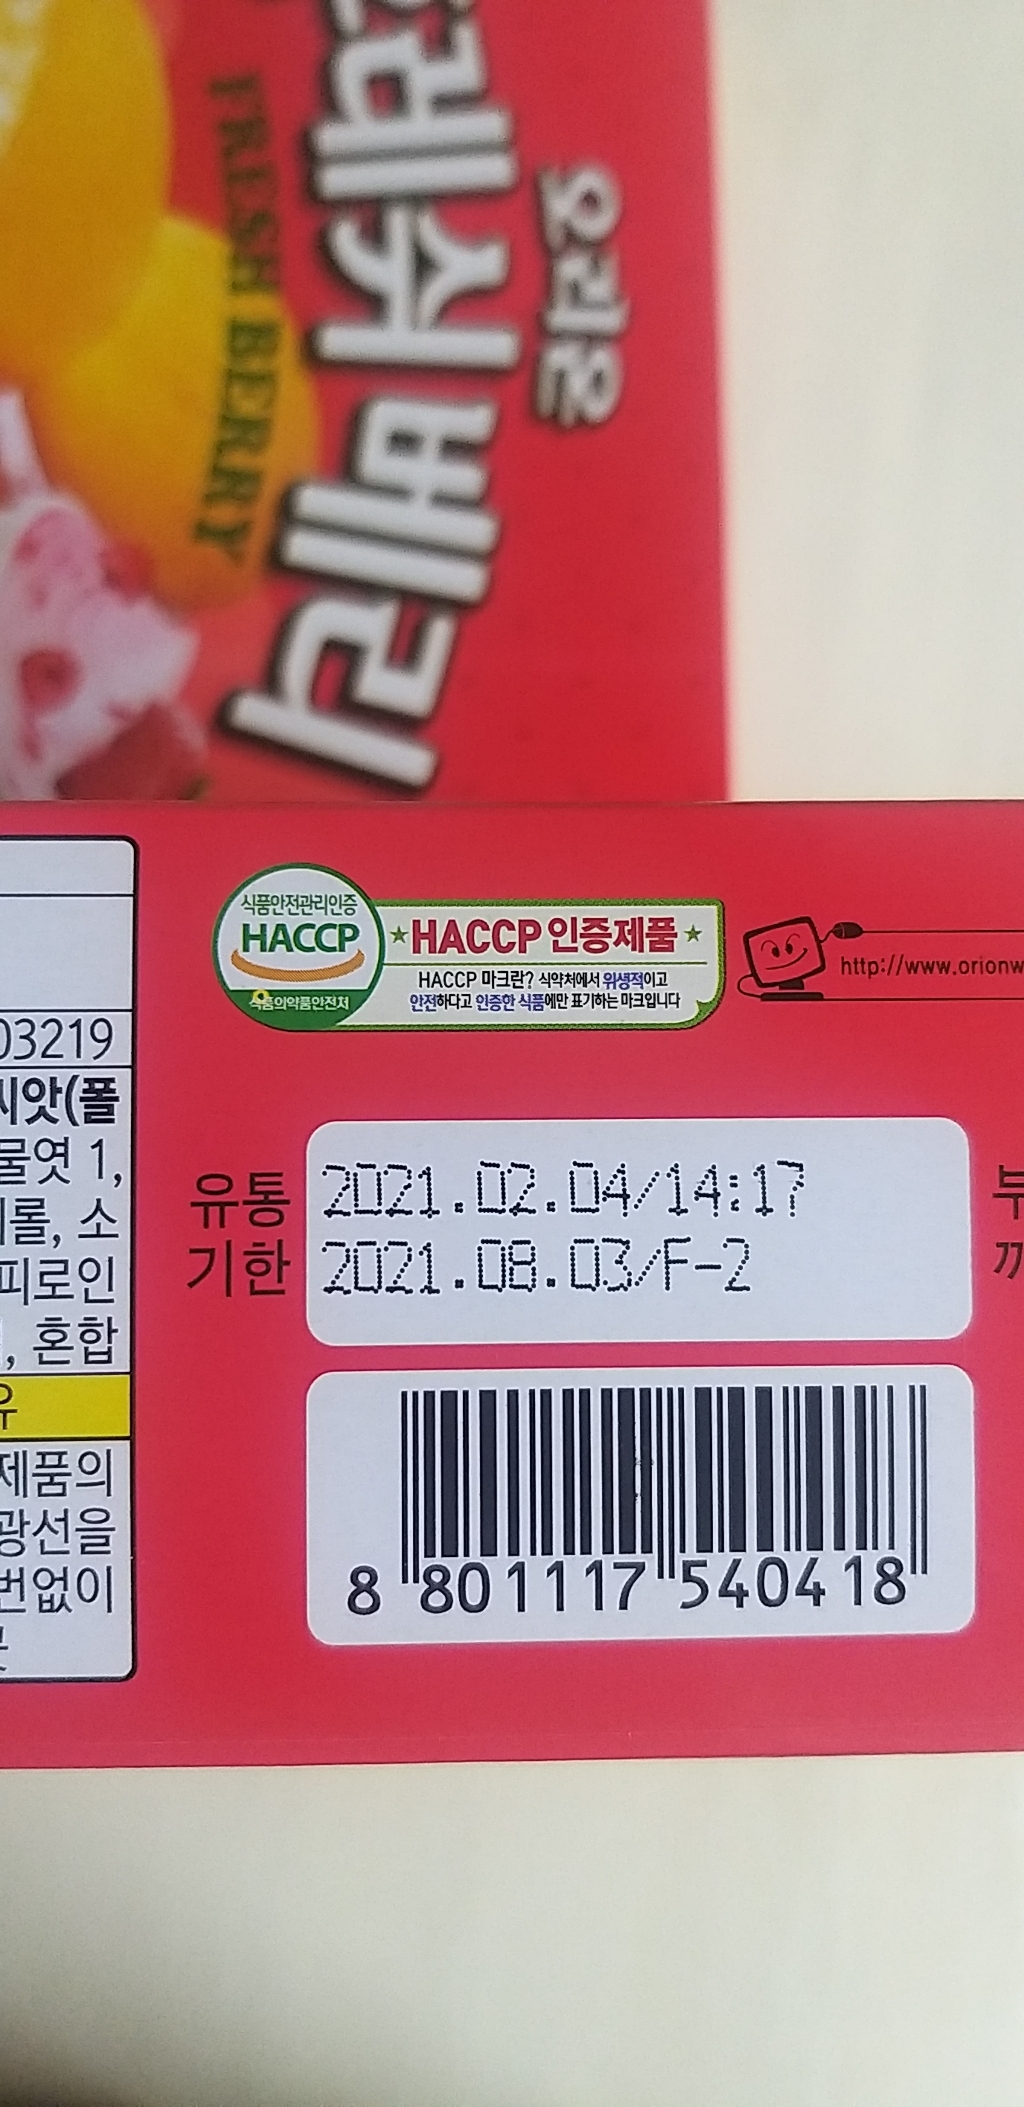 오리온
프레쉬베리
FRESH BERRY
식품안전관리인증
HACCP
식품의약품안전처
★HACCP 인증제품★
HACCP 마크란? 식약처에서 위생적이고
안전하다고 인증한 식품에만 표기하는 마크입니다
http://www.orionw
03219
씨앗(폴
물엿 1,
롤, 소
피로인
, 혼합
유
제품의
광선을
번없이
유통
기한
2021.02.04/14:17
2021.08.03/F-2
부
8 801117 540418